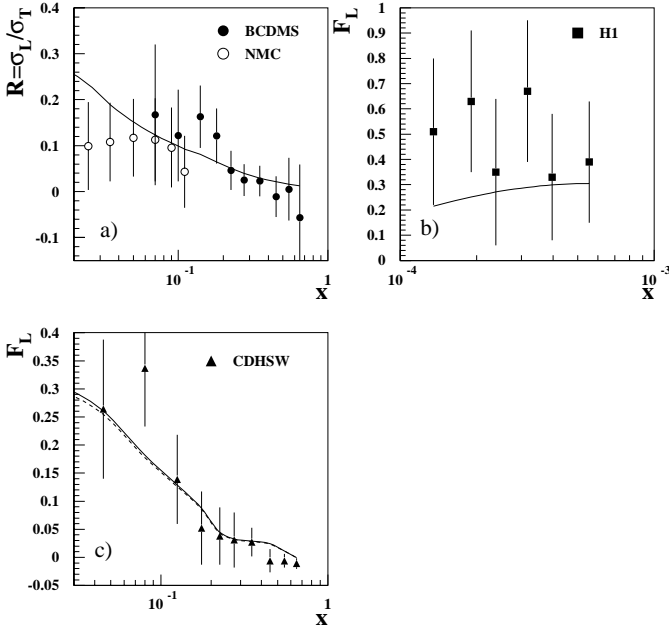 R=σL/σT
0.4
0.3
0.2
0.1
0
-0.1
BCDMS
NMC
a)
10⁻¹
1
x
F_L
1
0.9
0.8
0.7
0.6
0.5
0.4
0.3
0.2
0.1
0
H1
b)
10⁻⁴
10⁻³
x
F_L
0.4
0.35
0.3
0.25
0.2
0.15
0.1
0.05
0
-0.05
CDHSW
c)
10⁻¹
1
x